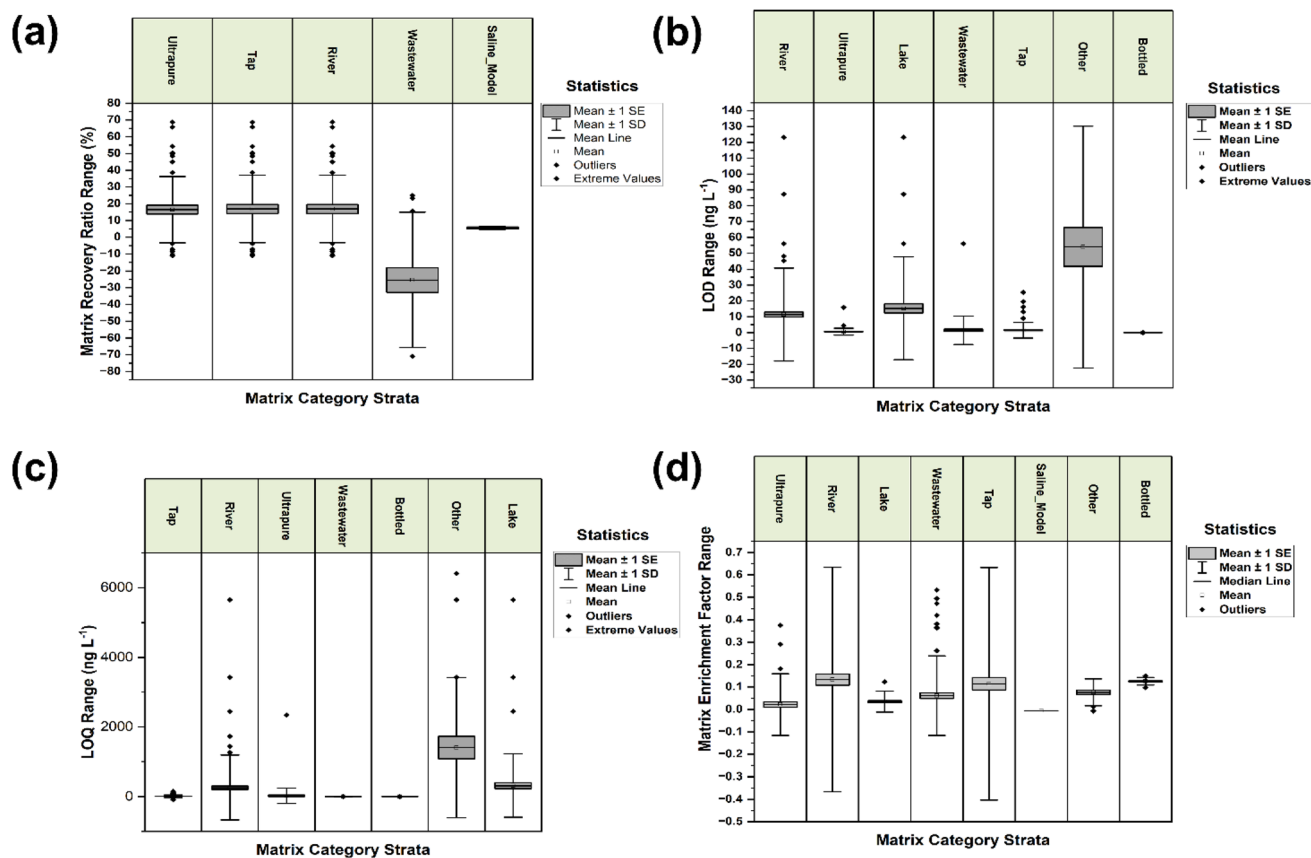 (a)
Ultrapure
Tap
River
Wastewater
Saline_Model
Matrix Recovery Ratio Range (%)
80
70
60
50
40
30
20
10
0
−10
−20
−30
−40
−50
−60
−70
−80
Matrix Category Strata
Statistics
Mean ± 1 SE
Mean ± 1 SD
Mean Line
Mean
Outliers
Extreme Values
(b)
River
Ultrapure
Lake
Wastewater
Tap
Other
Bottled
LOD Range (ng L⁻¹)
140
130
120
110
100
90
80
70
60
50
40
30
20
10
0
−10
−20
−30
Matrix Category Strata
Statistics
Mean ± 1 SE
Mean ± 1 SD
Mean Line
Mean
Outliers
Extreme Values
(c)
Tap
River
Ultrapure
Wastewater
Bottled
Other
Lake
LOQ Range (ng L⁻¹)
6000
4000
2000
0
Matrix Category Strata
Statistics
Mean ± 1 SE
Mean ± 1 SD
Mean Line
Mean
Outliers
Extreme Values
(d)
Ultrapure
River
Lake
Wastewater
Tap
Saline_Model
Other
Bottled
Matrix Enrichment Factor Range
0.7
0.6
0.5
0.4
0.3
0.2
0.1
0.0
−0.1
−0.2
−0.3
−0.4
−0.5
Matrix Category Strata
Statistics
Mean ± 1 SE
Mean ± 1 SD
Median Line
Mean
Outliers